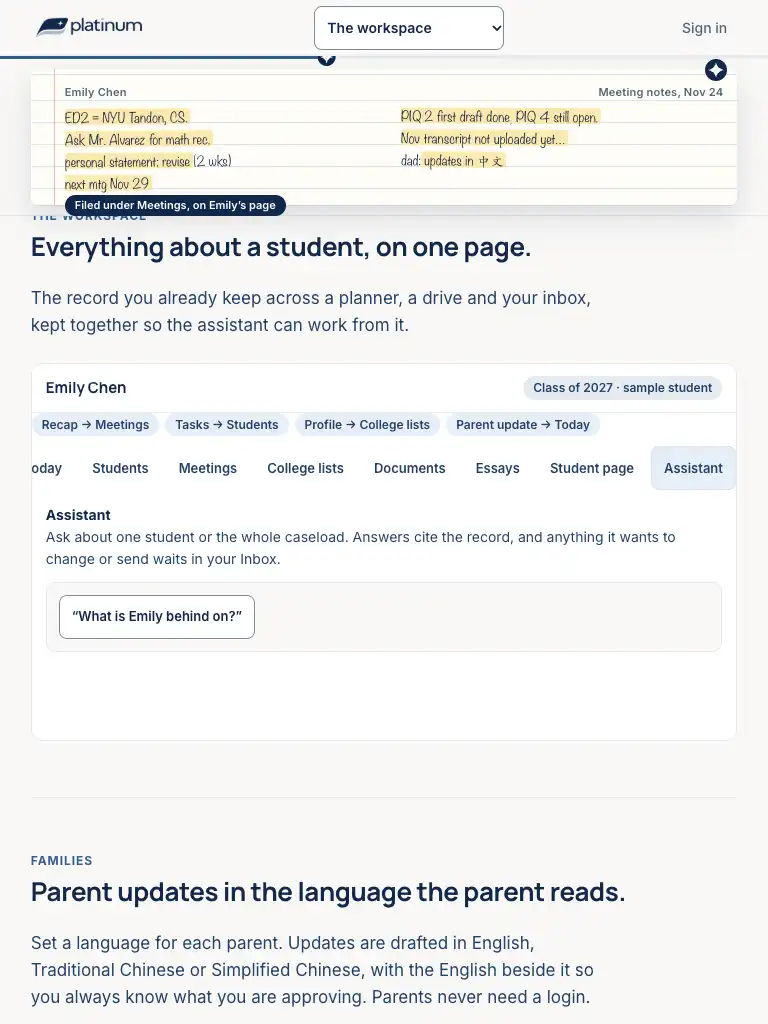 platinum
The workspace
Sign in
Emily Chen
Meeting notes, Nov 24
ED2 = NYU Tandon, CS.
Ask Mr. Alvarez for math rec.
personal statement: revise (2 wks)
next mtg Nov 29
PIQ 2 first draft done, PIQ 4 still open.
Nov transcript not uploaded yet...
dad: updates in 中文
Filed under Meetings, on Emily's page
THE WORKSPACE
Everything about a student, on one page.
The record you already keep across a planner, a drive and your inbox,
kept together so the assistant can work from it.
Emily Chen
Class of 2027 · sample student
Recap → Meetings
Tasks → Students
Profile → College lists
Parent update → Today
oday
Students
Meetings
College lists
Documents
Essays
Student page
Assistant
Assistant
Ask about one student or the whole caseload. Answers cite the record, and anything it wants to
change or send waits in your Inbox.
“What is Emily behind on?”
FAMILIES
Parent updates in the language the parent reads.
Set a language for each parent. Updates are drafted in English,
Traditional Chinese or Simplified Chinese, with the English beside it so
you always know what you are approving. Parents never need a login.